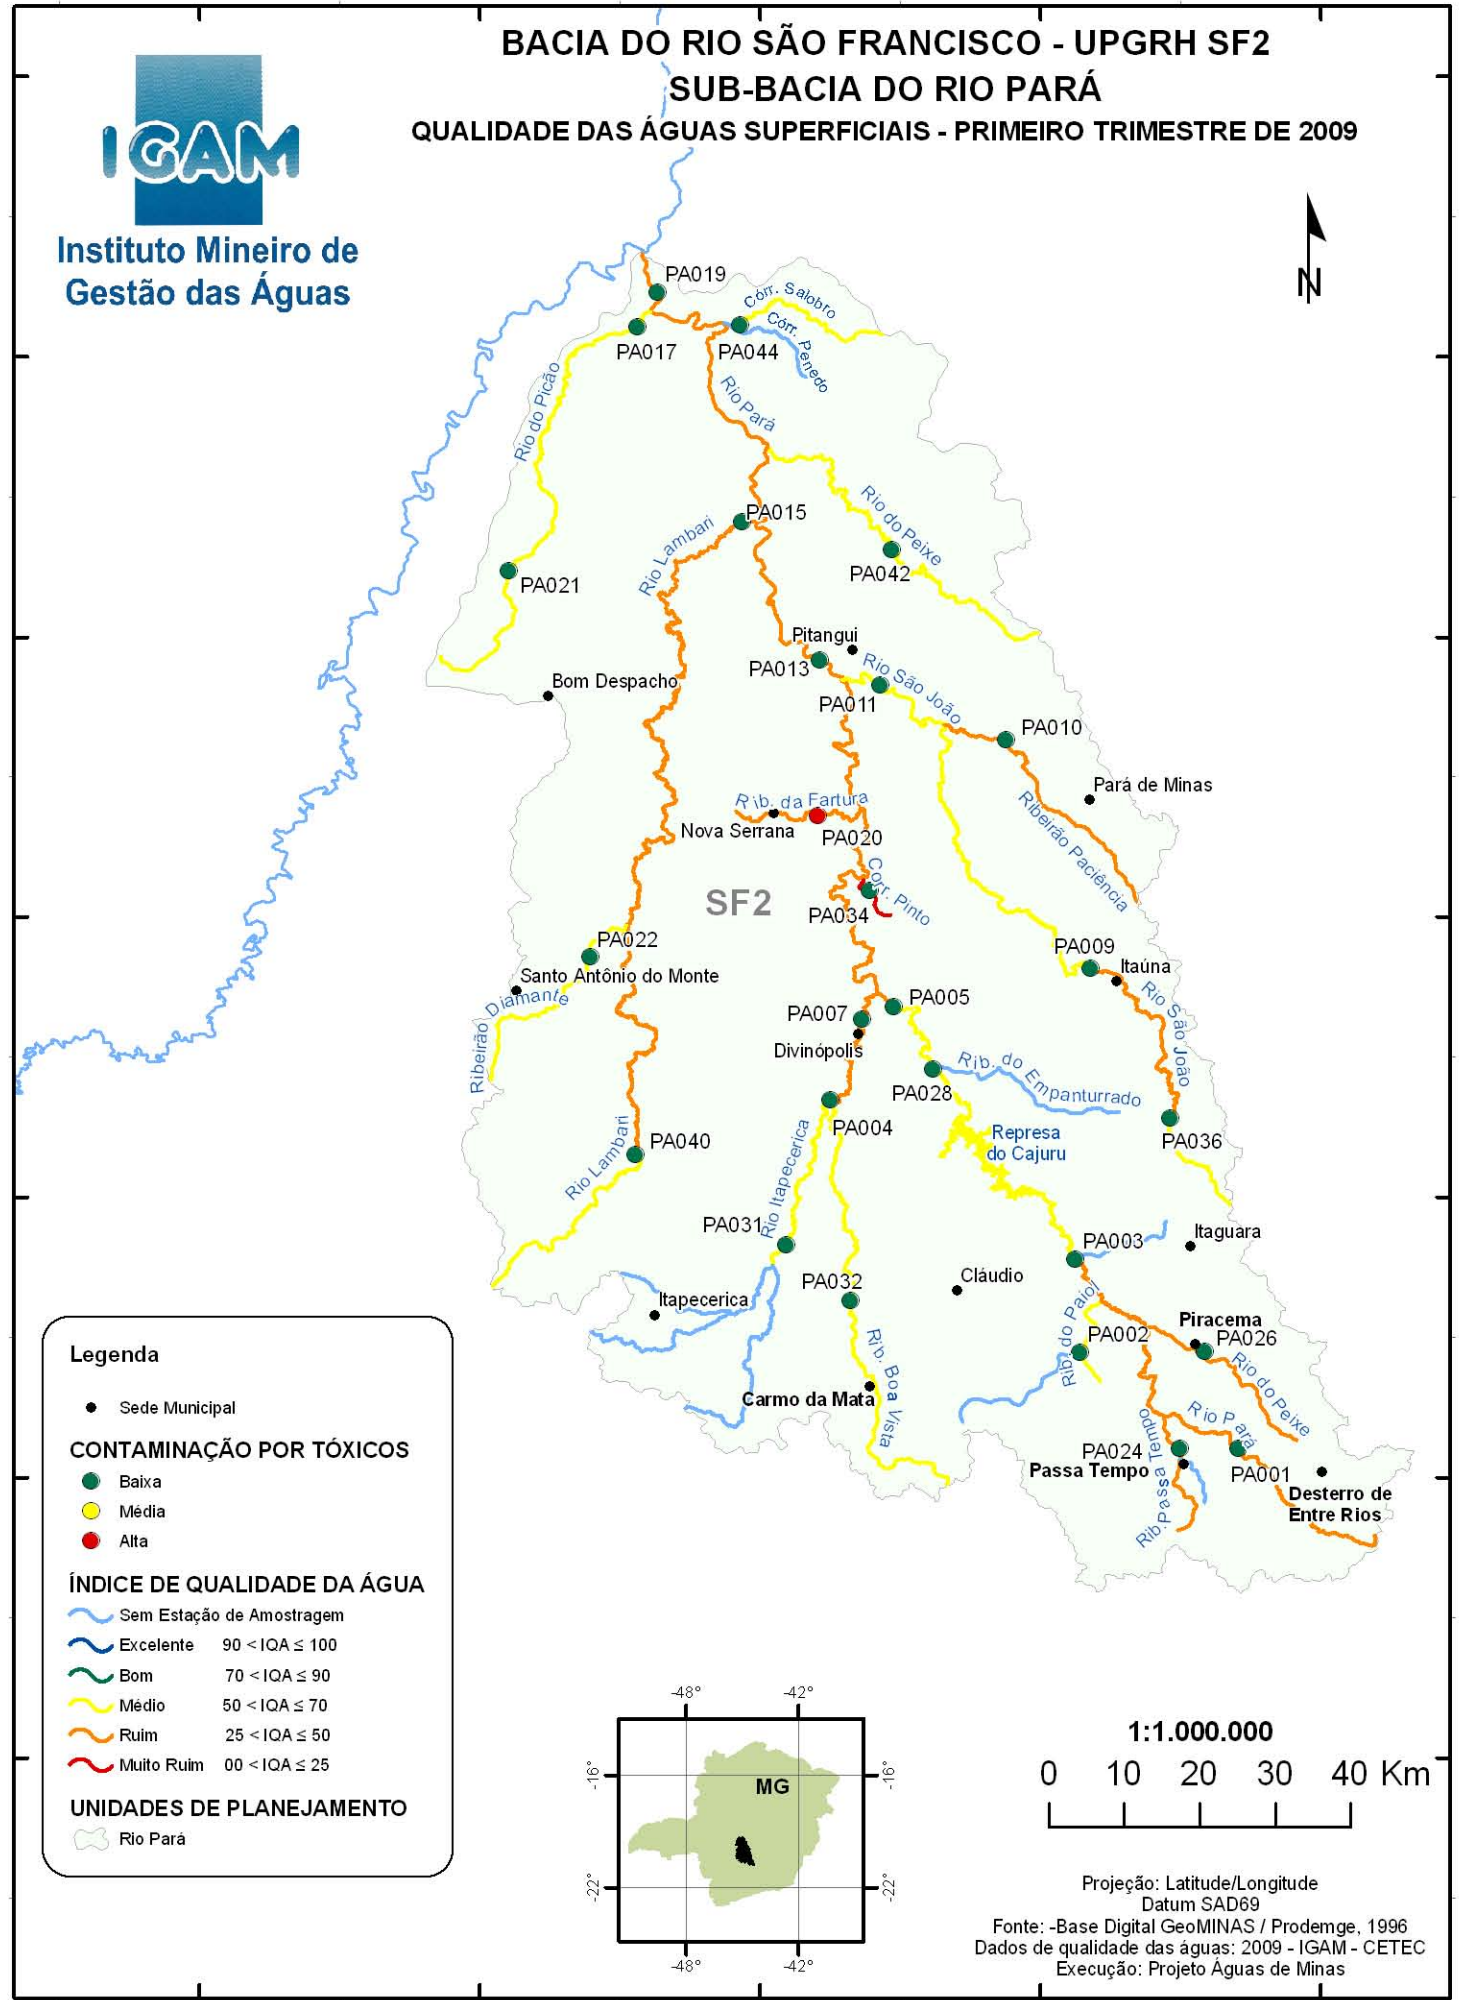 BACIA DO RIO SÃO FRANCISCO - UPGRH SF2
SUB-BACIA DO RIO PARÁ
QUALIDADE DAS ÁGUAS SUPERFICIAIS - PRIMEIRO TRIMESTRE DE 2009
IGAM
Instituto Mineiro de
Gestão das Águas
N
PA019
Córr. Salobro
Córr. Penedo
PA017
PA044
Rio do Picão
Rio Pará
PA015
Rio Lambari
Rio do Peixe
PA042
PA021
Pitangui
PA013
Rio São João
Bom Despacho
PA011
PA010
Pará de Minas
Rib. da Fartura
Nova Serrana
PA020
Ribeirão Paciência
Corr. Pinto
SF2
PA034
PA022
PA009
Itaúna
Santo Antônio do Monte
Ribeirão Diamante
Rio São João
PA005
PA007
Divinópolis
Rib. do Empanturrado
PA028
PA004
PA036
Represa
do Cajuru
PA040
Rio Lambari
Rio Itapecerica
PA031
Itaguara
PA003
PA032
Cláudio
Itapecerica
Rib. do Paiol
Piracema
PA002
PA026
Rio do Peixe
Rib. Boa Vista
Carmo da Mata
Rio Pará
PA024
Passa Tempo
Rib. Passa Tempo
PA001
Desterro de
Entre Rios
Legenda
Sede Municipal
CONTAMINAÇÃO POR TÓXICOS
Baixa
Média
Alta
ÍNDICE DE QUALIDADE DA ÁGUA
Sem Estação de Amostragem
Excelente 90 < IQA ≤ 100
Bom 70 < IQA ≤ 90
Médio 50 < IQA ≤ 70
Ruim 25 < IQA ≤ 50
Muito Ruim 00 < IQA ≤ 25
UNIDADES DE PLANEJAMENTO
Rio Pará
-48° -42°
-16° -16°
MG
-22° -22°
-48° -42°
1:1.000.000
0 10 20 30 40 Km
Projeção: Latitude/Longitude
Datum SAD69
Fonte: -Base Digital GeoMINAS / Prodemge, 1996
Dados de qualidade das águas: 2009 - IGAM - CETEC
Execução: Projeto Águas de Minas